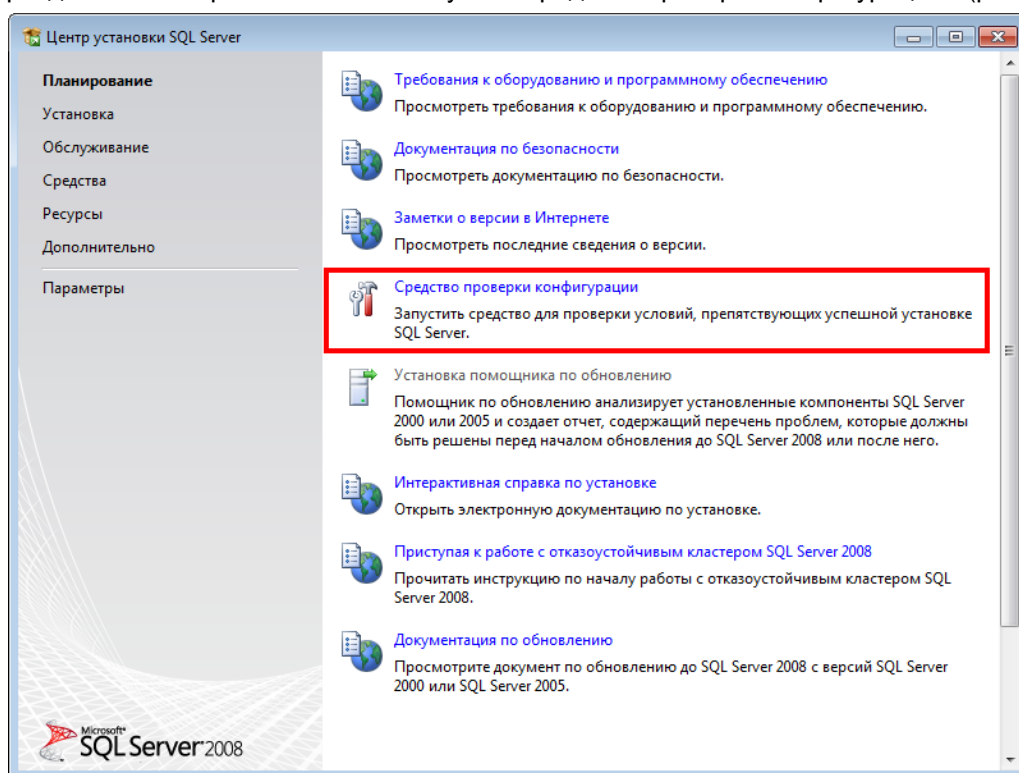 Центр установки SQL Server
Планирование
Установка
Обслуживание
Средства
Ресурсы
Дополнительно
Параметры
Требования к оборудованию и программному обеспечению
Просмотреть требования к оборудованию и программному обеспечению.
Документация по безопасности
Просмотреть документацию по безопасности.
Заметки о версии в Интернете
Просмотреть последние сведения о версии.
Средство проверки конфигурации
Запустить средство для проверки условий, препятствующих успешной установке
SQL Server.
Установка помощника по обновлению
Помощник по обновлению анализирует установленные компоненты SQL Server
2000 или 2005 и создает отчет, содержащий перечень проблем, которые должны
быть решены перед началом обновления до SQL Server 2008 или после него.
Интерактивная справка по установке
Открыть электронную документацию по установке.
Приступая к работе с отказоустойчивым кластером SQL Server 2008
Прочитать инструкцию по началу работы с отказоустойчивым кластером SQL
Server 2008.
Документация по обновлению
Просмотрите документ по обновлению до SQL Server 2008 с версий SQL Server
2000 или SQL Server 2005.
Microsoft®
SQL Server 2008